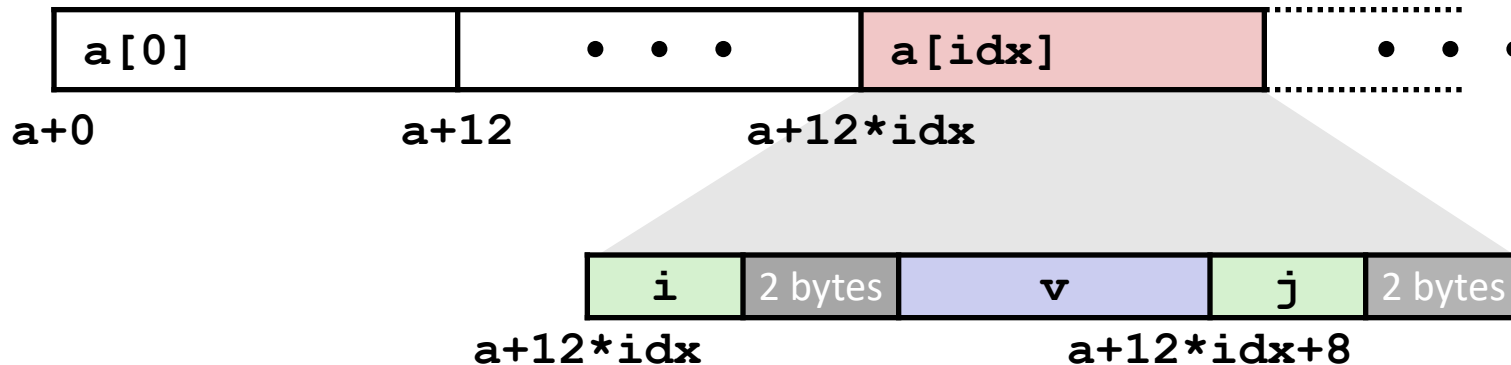 a[0] • • • a[idx] • • •
a+0 a+12 a+12*idx
i 2 bytes v j 2 bytes
a+12*idx a+12*idx+8